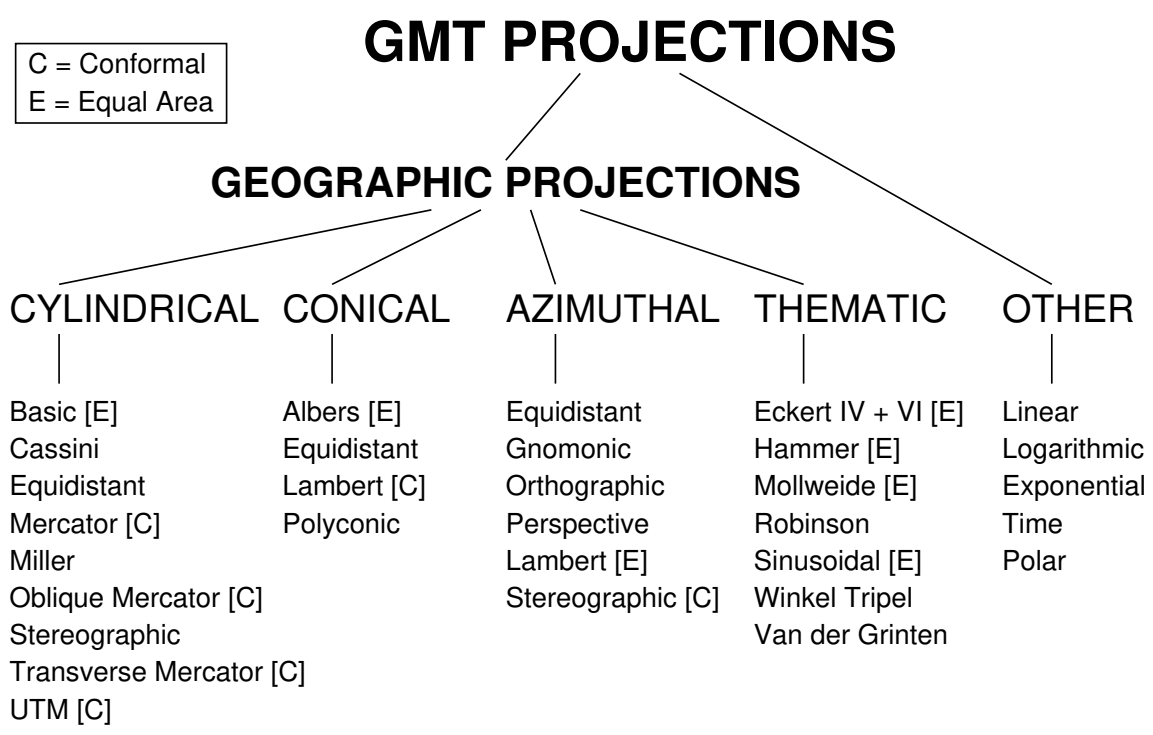 GMT PROJECTIONS
C = Conformal
E = Equal Area
GEOGRAPHIC PROJECTIONS
CYLINDRICAL
Basic [E]
Cassini
Equidistant
Mercator [C]
Miller
Oblique Mercator [C]
Stereographic
Transverse Mercator [C]
UTM [C]
CONICAL
Albers [E]
Equidistant
Lambert [C]
Polyconic
AZIMUTHAL
Equidistant
Gnomonic
Orthographic
Perspective
Lambert [E]
Stereographic [C]
THEMATIC
Eckert IV + VI [E]
Hammer [E]
Mollweide [E]
Robinson
Sinusoidal [E]
Winkel Tripel
Van der Grinten
OTHER
Linear
Logarithmic
Exponential
Time
Polar